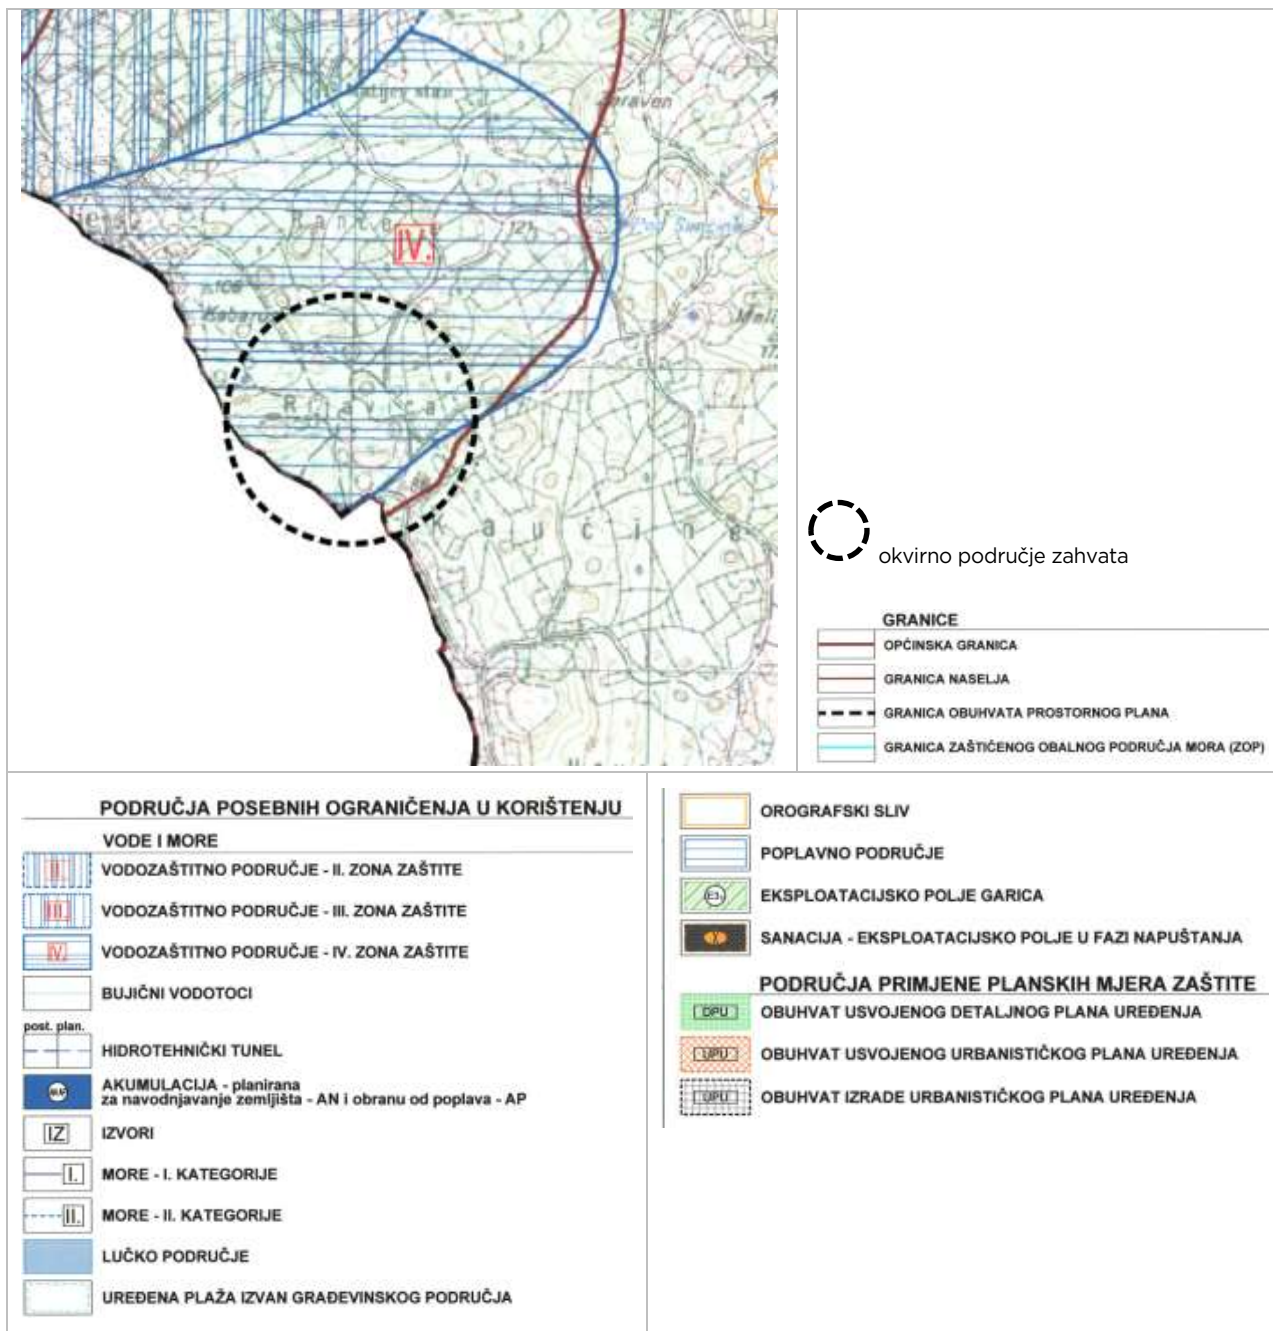 IV.
121
Kaučine
okvirno područje zahvata
GRANICE
OPĆINSKA GRANICA
GRANICA NASELJA
GRANICA OBUHVATA PROSTORNOG PLANA
GRANICA ZAŠTIĆENOG OBALNOG PODRUČJA MORA (ZOP)
PODRUČJA POSEBNIH OGRANIČENJA U KORIŠTENJU
VODE I MORE
II. VODOZAŠTITNO PODRUČJE - II. ZONA ZAŠTITE
III. VODOZAŠTITNO PODRUČJE - III. ZONA ZAŠTITE
IV. VODOZAŠTITNO PODRUČJE - IV. ZONA ZAŠTITE
BUJIČNI VODOTOCI
post. plan.
HIDROTEHNIČKI TUNEL
AKUMULACIJA - planirana
za navodnjavanje zemljišta - AN i obranu od poplava - AP
IZ IZVORI
I. MORE - I. KATEGORIJE
II. MORE - II. KATEGORIJE
LUČKO PODRUČJE
UREĐENA PLAŽA IZVAN GRAĐEVINSKOG PODRUČJA
OROGRAFSKI SLIV
POPLAVNO PODRUČJE
EKSPLOATACIJSKO POLJE GARICA
SANACIJA - EKSPLOATACIJSKO POLJE U FAZI NAPUŠTANJA
PODRUČJA PRIMJENE PLANSKIH MJERA ZAŠTITE
DPU OBUHVAT USVOJENOG DETALJNOG PLANA UREĐENJA
UPU OBUHVAT USVOJENOG URBANISTIČKOG PLANA UREĐENJA
UPU OBUHVAT IZRADE URBANISTIČKOG PLANA UREĐENJA